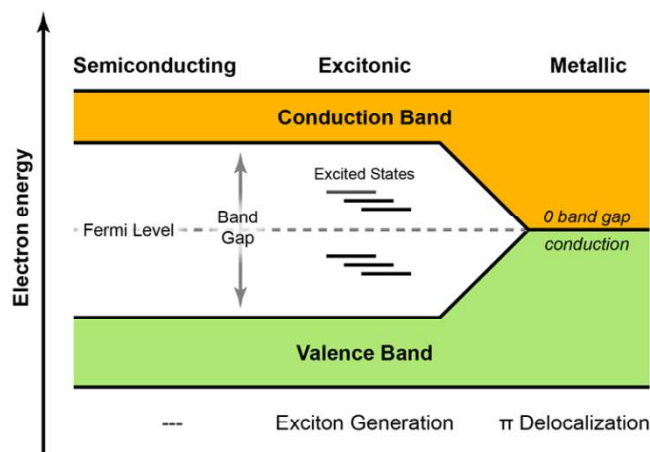 Semiconducting Excitonic Metallic
Conduction Band
Excited States
Fermi Level
Band
Gap
0 band gap
conduction
Valence Band
--- Exciton Generation π Delocalization
Electron energy